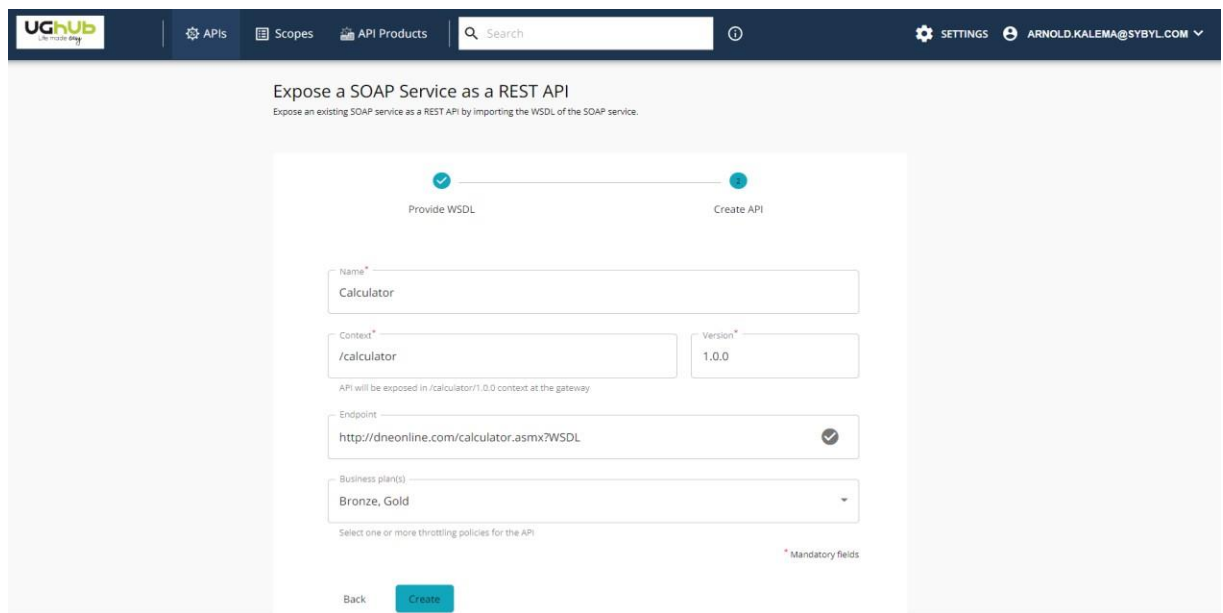 UGhUb
Life made easy
APIs
Scopes
API Products
Search
SETTINGS
ARNOLD.KALEMA@SYBYL.COM
Expose a SOAP Service as a REST API
Expose an existing SOAP service as a REST API by importing the WSDL of the SOAP service.
2
Provide WSDL
Create API
Name*
Calculator
Context*
Version*
/calculator
1.0.0
API will be exposed in /calculator/1.0.0 context at the gateway
Endpoint
http://dneonline.com/calculator.asmx?WSDL
Business plan(s)
Bronze, Gold
Select one or more throttling policies for the API
* Mandatory fields
Back
Create